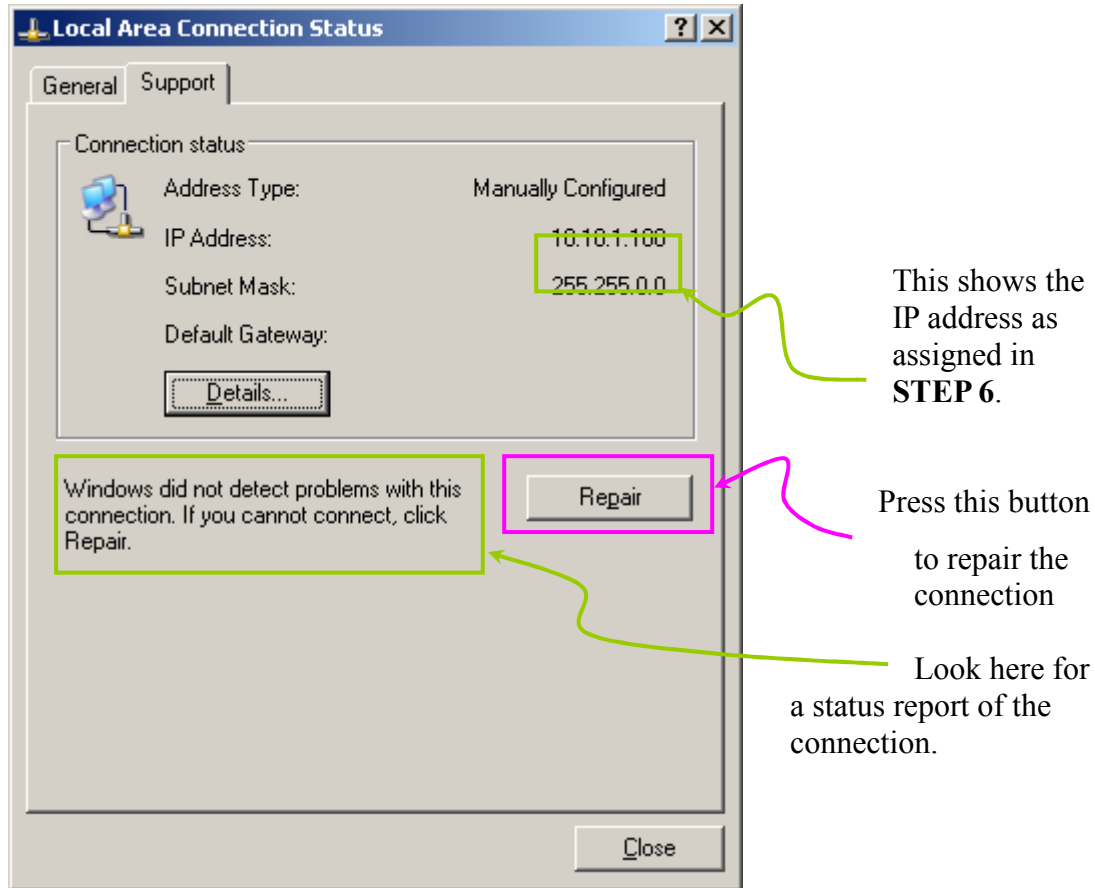 Local Area Connection Status
General Support
Connection status
Address Type: Manually Configured
IP Address: 10.10.1.100
Subnet Mask: 255.255.0.0
Default Gateway:
Details...
Windows did not detect problems with this
connection. If you cannot connect, click
Repair.
Repair
Close
This shows the
IP address as
assigned in
STEP 6.
Press this button
to repair the
connection
Look here for
a status report of the
connection.